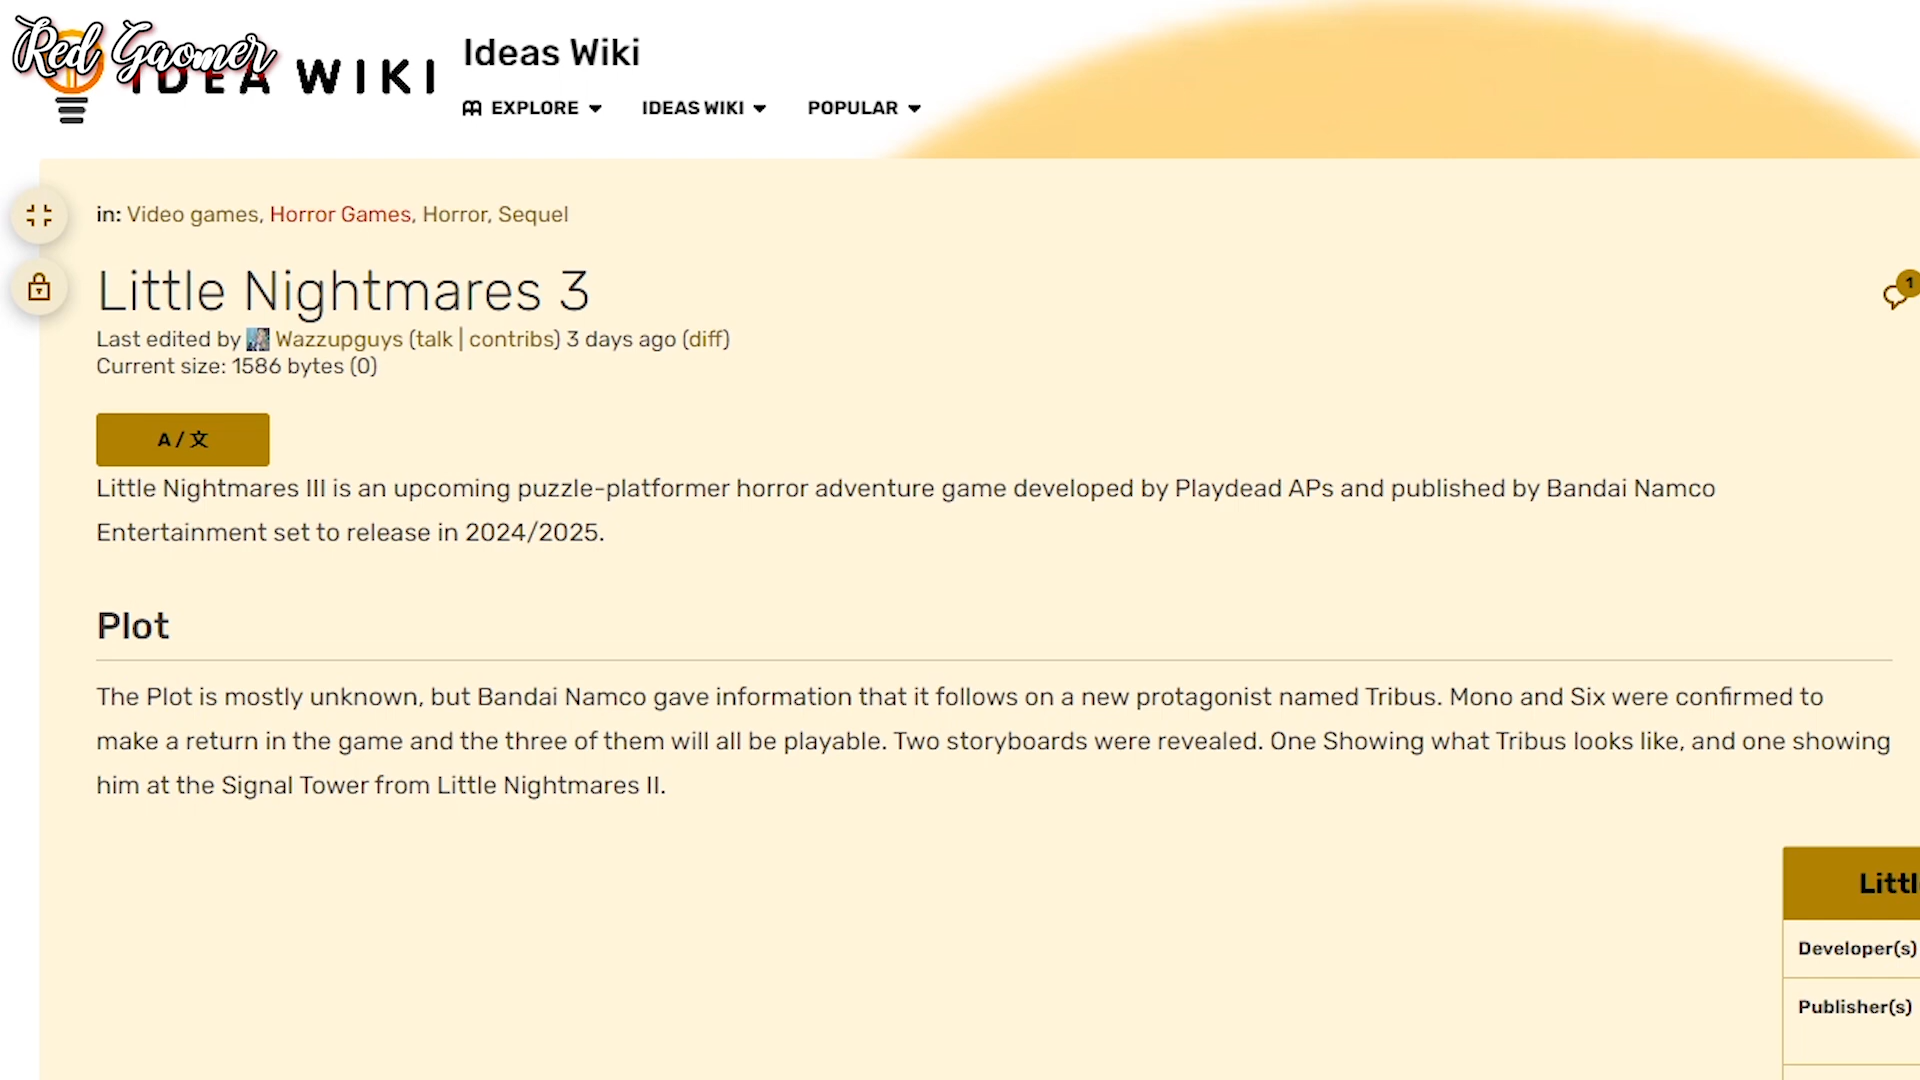 Red Gaomer
IDEA WIKI
Ideas Wiki
EXPLORE
IDEAS WIKI
POPULAR
in: Video games, Horror Games, Horror, Sequel
Little Nightmares 3
1
Last edited by Wazzupguys (talk | contribs) 3 days ago (diff)
Current size: 1586 bytes (0)
A / 文
Little Nightmares III is an upcoming puzzle-platformer horror adventure game developed by Playdead APs and published by Bandai Namco
Entertainment set to release in 2024/2025.
Plot
The Plot is mostly unknown, but Bandai Namco gave information that it follows on a new protagonist named Tribus. Mono and Six were confirmed to
make a return in the game and the three of them will all be playable. Two storyboards were revealed. One Showing what Tribus looks like, and one showing
him at the Signal Tower from Little Nightmares II.
Littl
Developer(s)
Publisher(s)